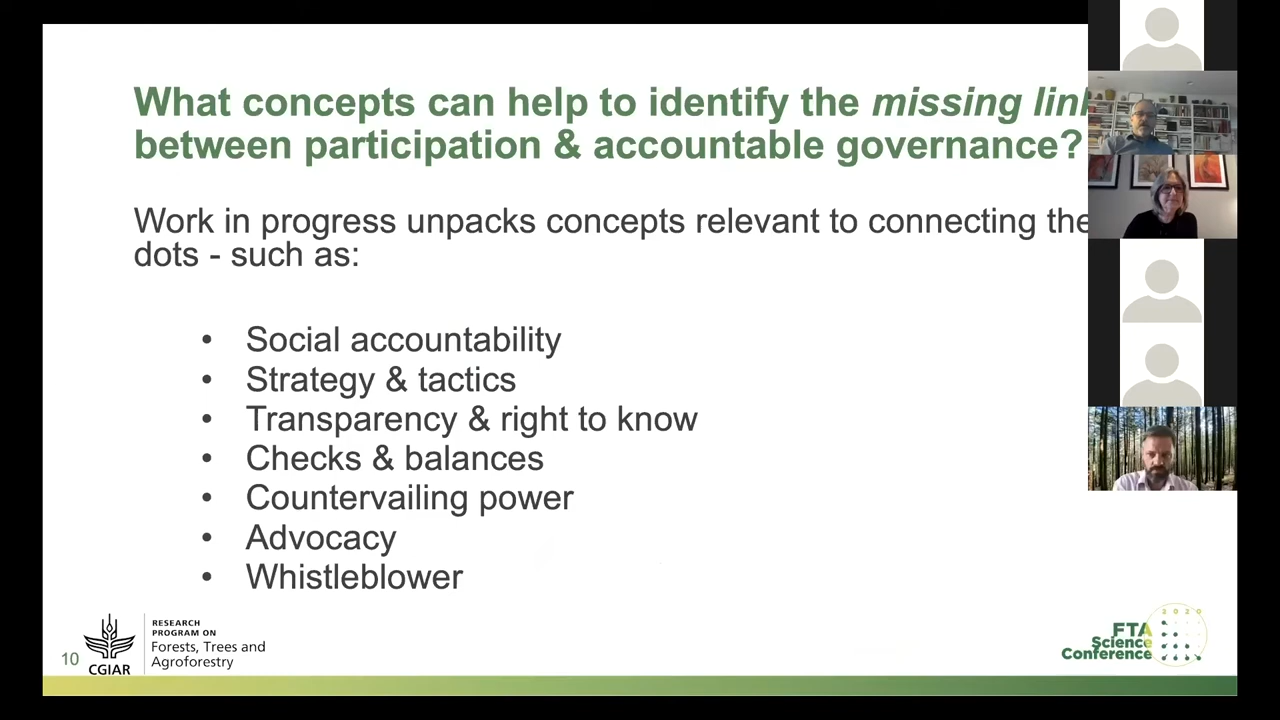 What concepts can help to identify the missing lin
between participation & accountable governance?
Work in progress unpacks concepts relevant to connecting the
dots - such as:
• Social accountability
• Strategy & tactics
• Transparency & right to know
• Checks & balances
• Countervailing power
• Advocacy
• Whistleblower
10
CGIAR
RESEARCH
PROGRAM ON
Forests, Trees and
Agroforestry
2020
FTA
Science
Conference